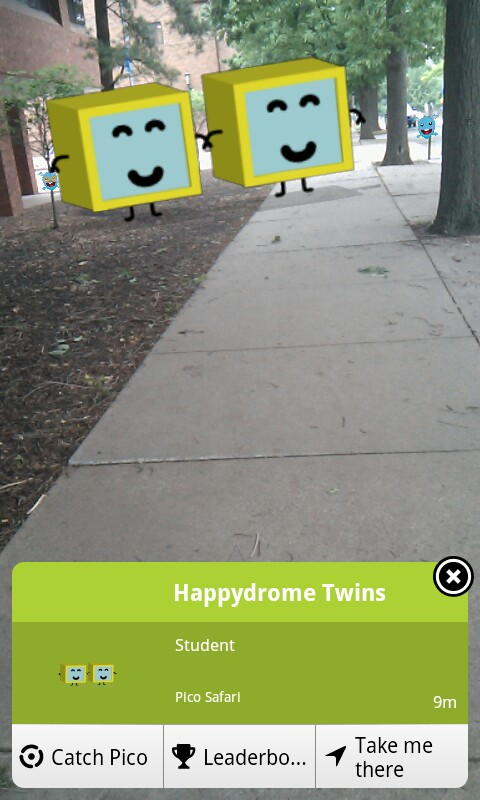 Happydrome Twins
Student
Pico Safari
9m
Catch Pico
Leaderbo...
Take me
there